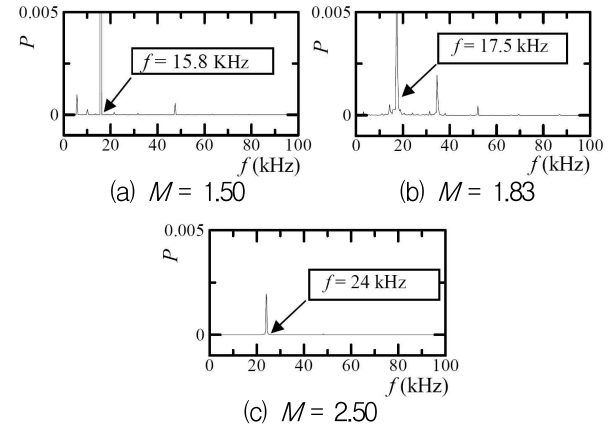 0.005
P
0
f = 15.8 KHz
0 20 40 60 80 100
f (kHz)
(a) M = 1.50
0.005
P
0
f = 17.5 kHz
0 20 40 60 80 100
f (kHz)
(b) M = 1.83
0.005
P
0
f = 24 kHz
0 20 40 60 80 100
f (kHz)
(c) M = 2.50